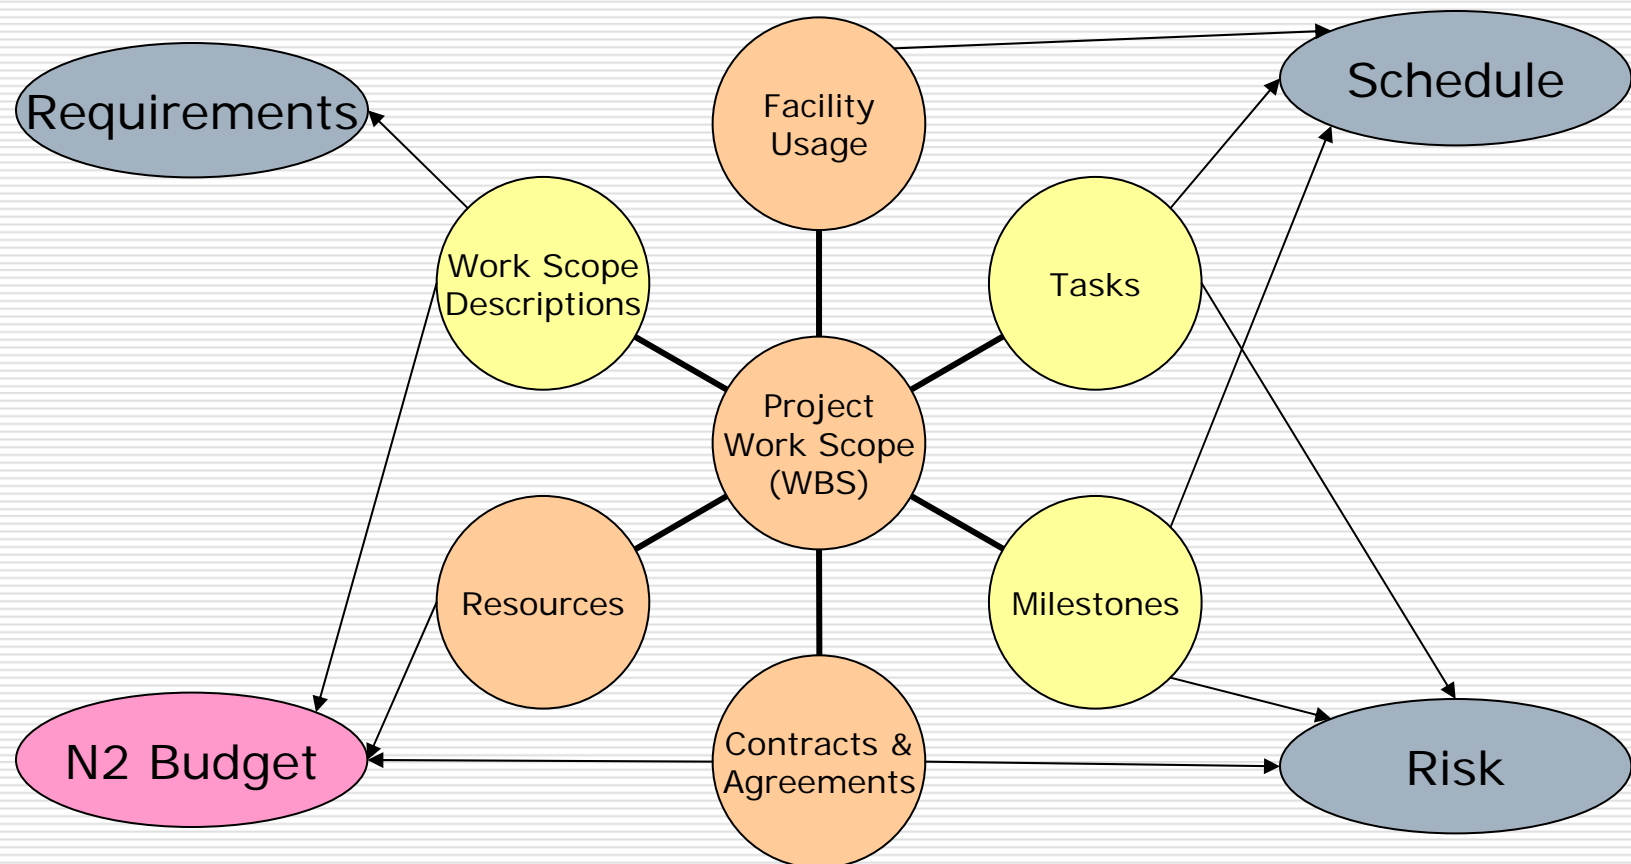 Facility
Usage
Schedule
Requirements
Work Scope
Descriptions
Tasks
Project
Work Scope
(WBS)
Resources
Milestones
N2 Budget
Contracts &
Agreements
Risk